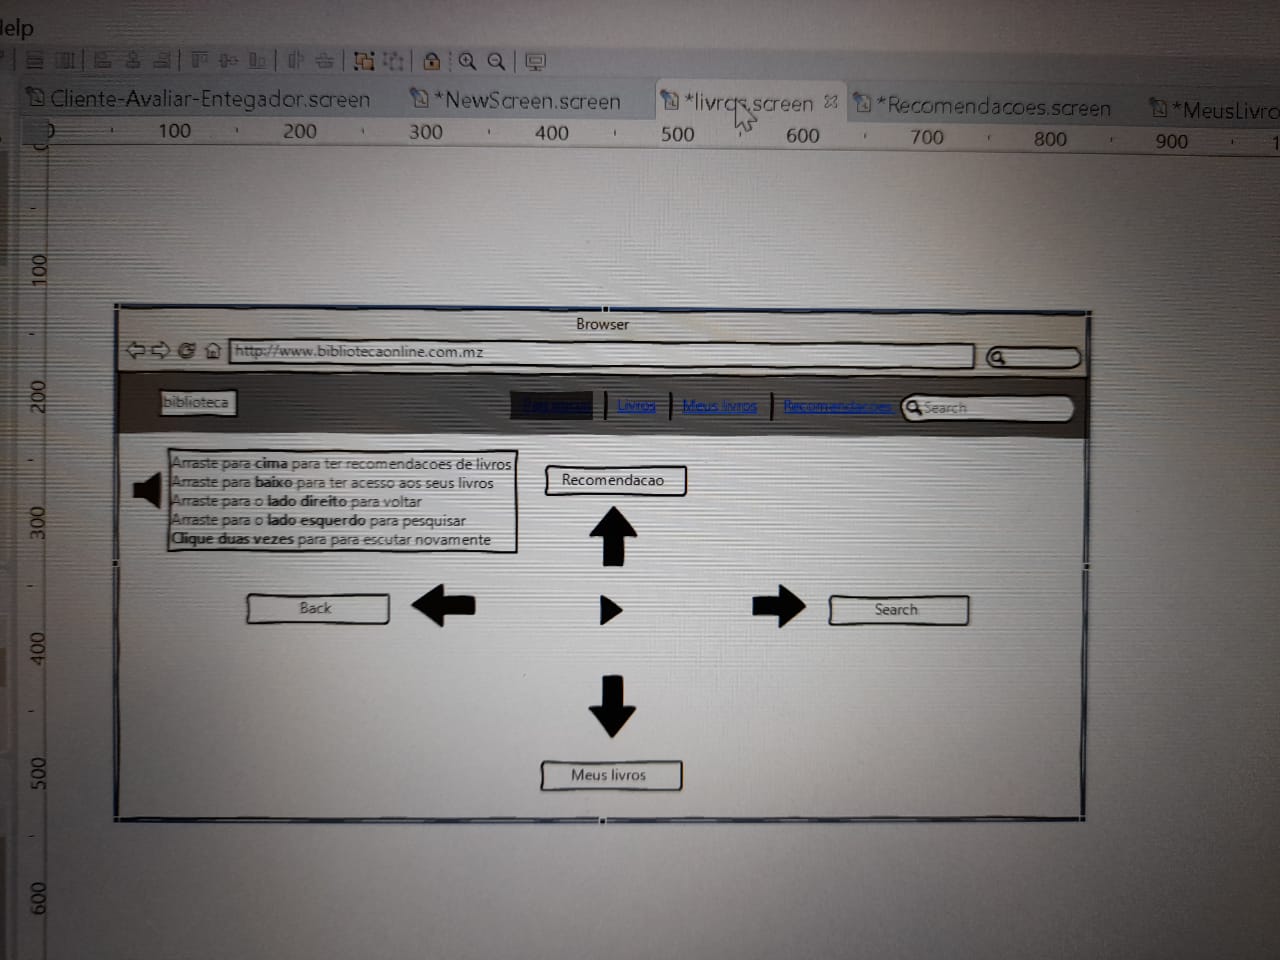 Help
Cliente-Avaliar-Entegador.screen
*NewScreen.screen
*livros.screen
*Recomendacoes.screen
*MeusLivro
0 100 200 300 400 500 600 700 800 900
100
200
300
400
500
600
Browser
http://www.bibliotecaonline.com.mz
biblioteca
Livros
Meus livros
Recomendacoes
Search
Arraste para cima para ter recomendacoes de livros
Arraste para baixo para ter acesso aos seus livros
Arraste para o lado direito para voltar
Arraste para o lado esquerdo para pesquisar
Clique duas vezes para para escutar novamente
Recomendacao
Back
Search
Meus livros